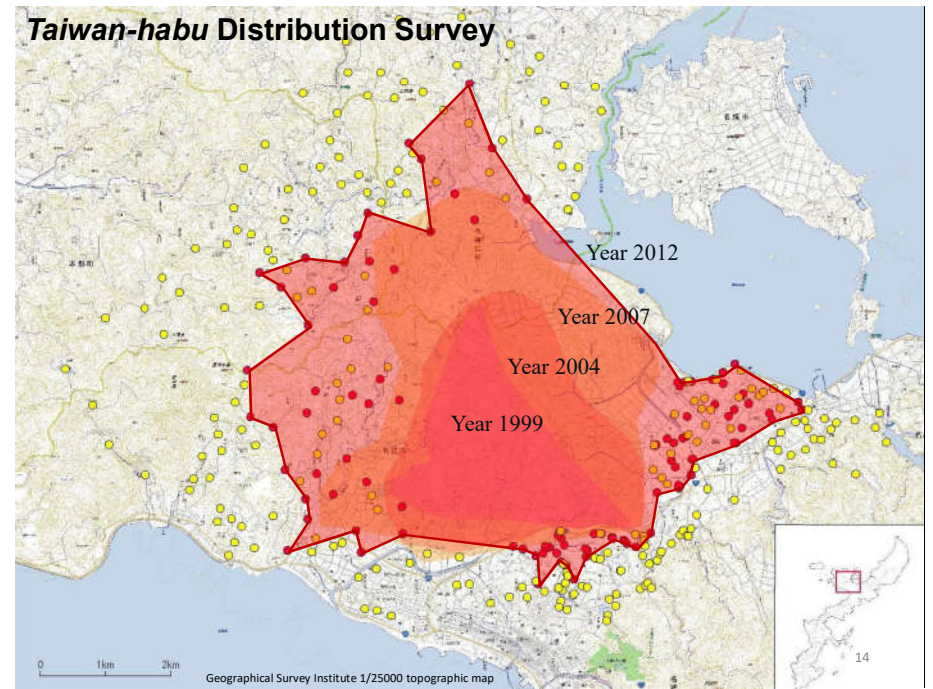 Taiwan-habu Distribution Survey
Year 2012
Year 2007
Year 2004
Year 1999
0 1km 2km
Geographical Survey Institute 1/25000 topographic map
14